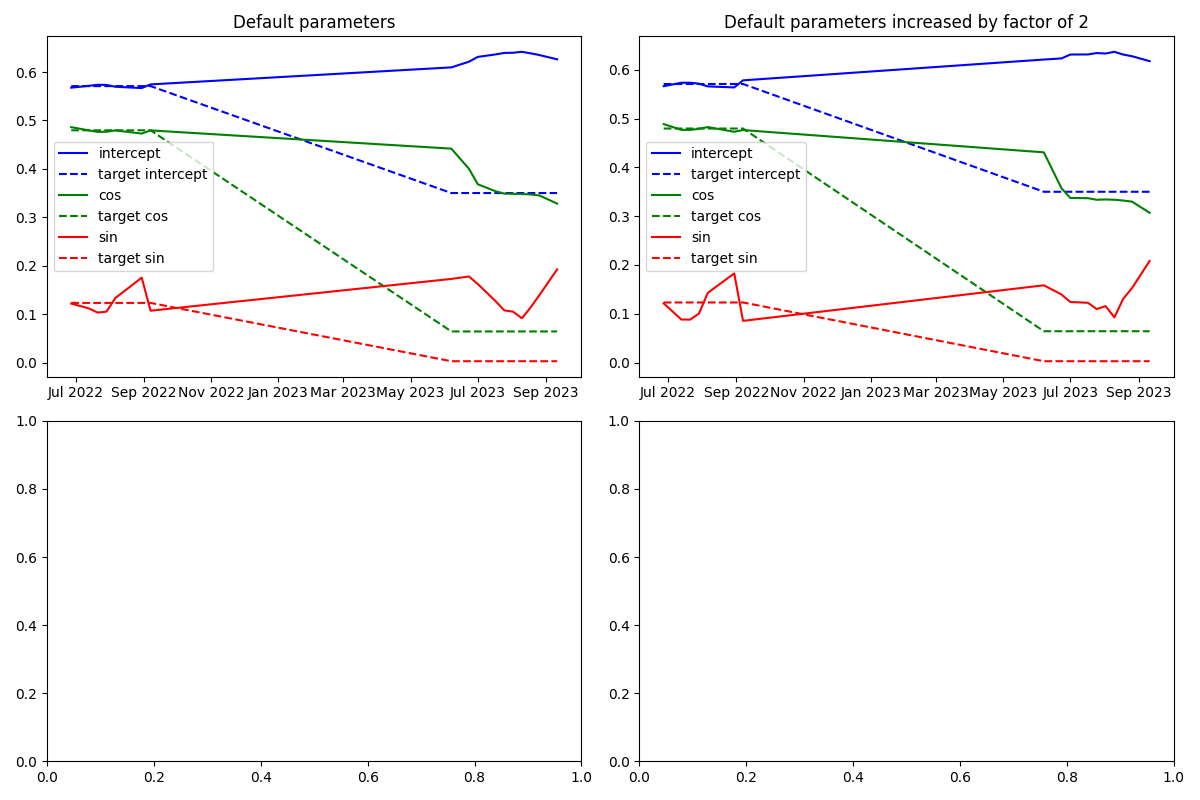 Default parameters
0.6
0.5
0.4
0.3
0.2
0.1
0.0
intercept
target intercept
cos
target cos
sin
target sin
Jul 2022 Sep 2022 Nov 2022 Jan 2023 Mar 2023 May 2023 Jul 2023 Sep 2023
Default parameters increased by factor of 2
0.6
0.5
0.4
0.3
0.2
0.1
0.0
intercept
target intercept
cos
target cos
sin
target sin
Jul 2022 Sep 2022 Nov 2022 Jan 2023 Mar 2023 May 2023 Jul 2023 Sep 2023
1.0
0.8
0.6
0.4
0.2
0.0
0.0 0.2 0.4 0.6 0.8 1.0
1.0
0.8
0.6
0.4
0.2
0.0
0.0 0.2 0.4 0.6 0.8 1.0